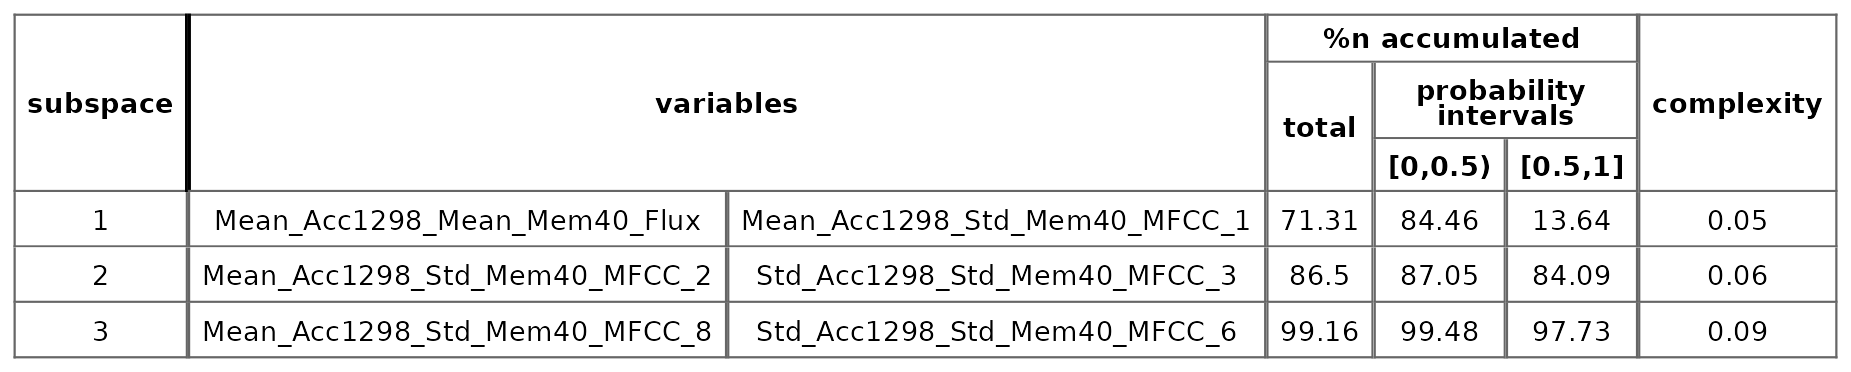 subspace variables %n accumulated complexity
total probability
intervals
[0,0.5) [0.5,1]
1 Mean_Acc1298_Mean_Mem40_Flux Mean_Acc1298_Std_Mem40_MFCC_1 71.31 84.46 13.64 0.05
2 Mean_Acc1298_Std_Mem40_MFCC_2 Std_Acc1298_Std_Mem40_MFCC_3 86.5 87.05 84.09 0.06
3 Mean_Acc1298_Std_Mem40_MFCC_8 Std_Acc1298_Std_Mem40_MFCC_6 99.16 99.48 97.73 0.09